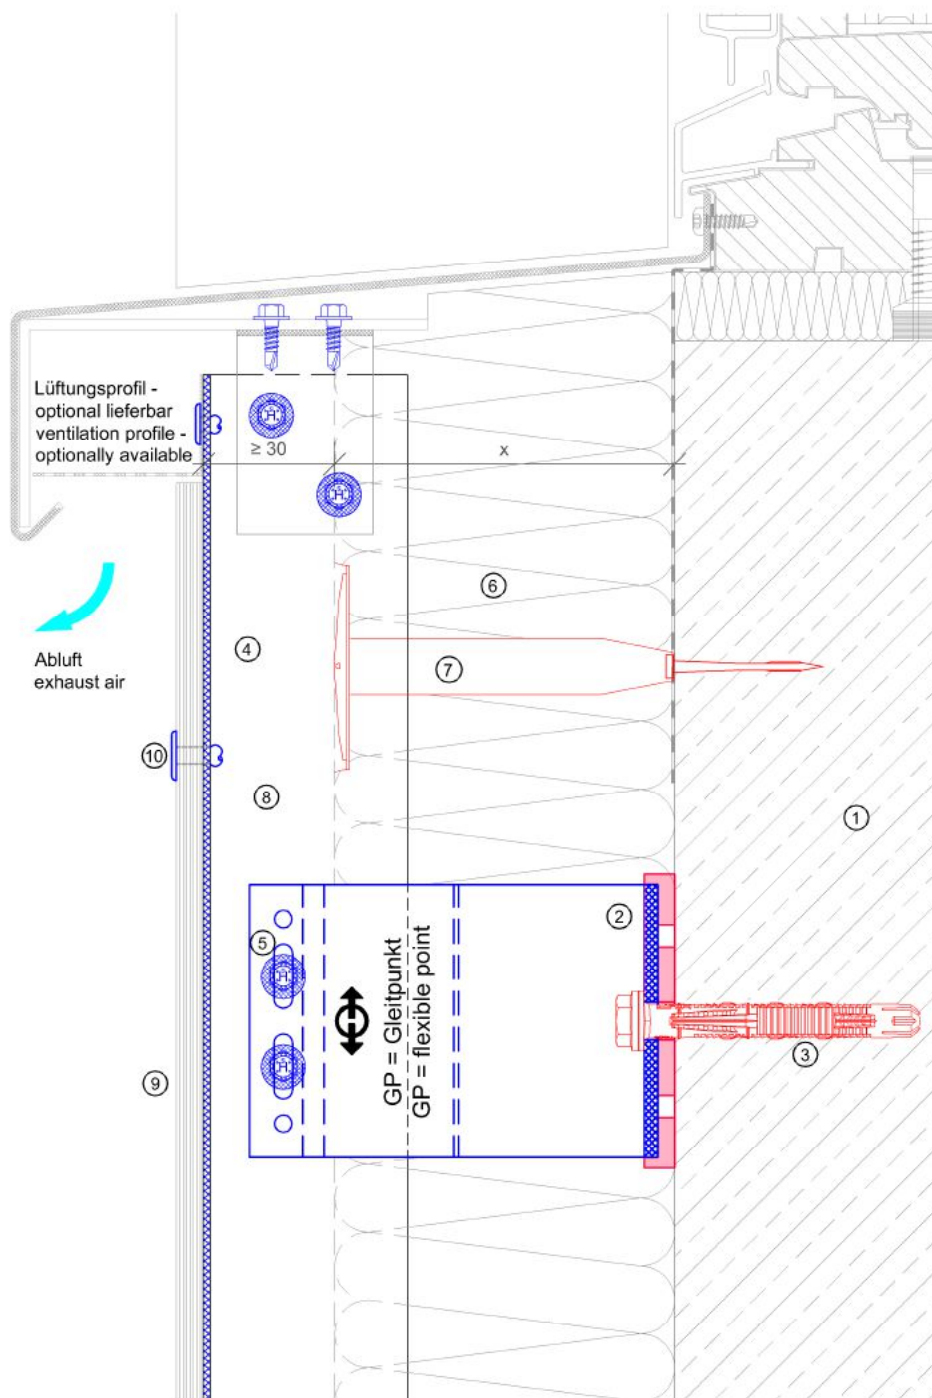 Lüftungsprofil -
optional lieferbar
ventilation profile -
optionally available
≥ 30
x
6
4
7
Abluft
exhaust air
10
8
1
2
5
GP = Gleitpunkt
GP = flexible point
3
9